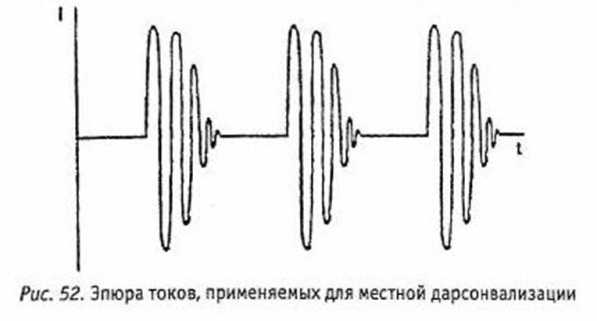 I
t
Рис. 52. Эпюра токов, применяемых для местной дарсонвализации